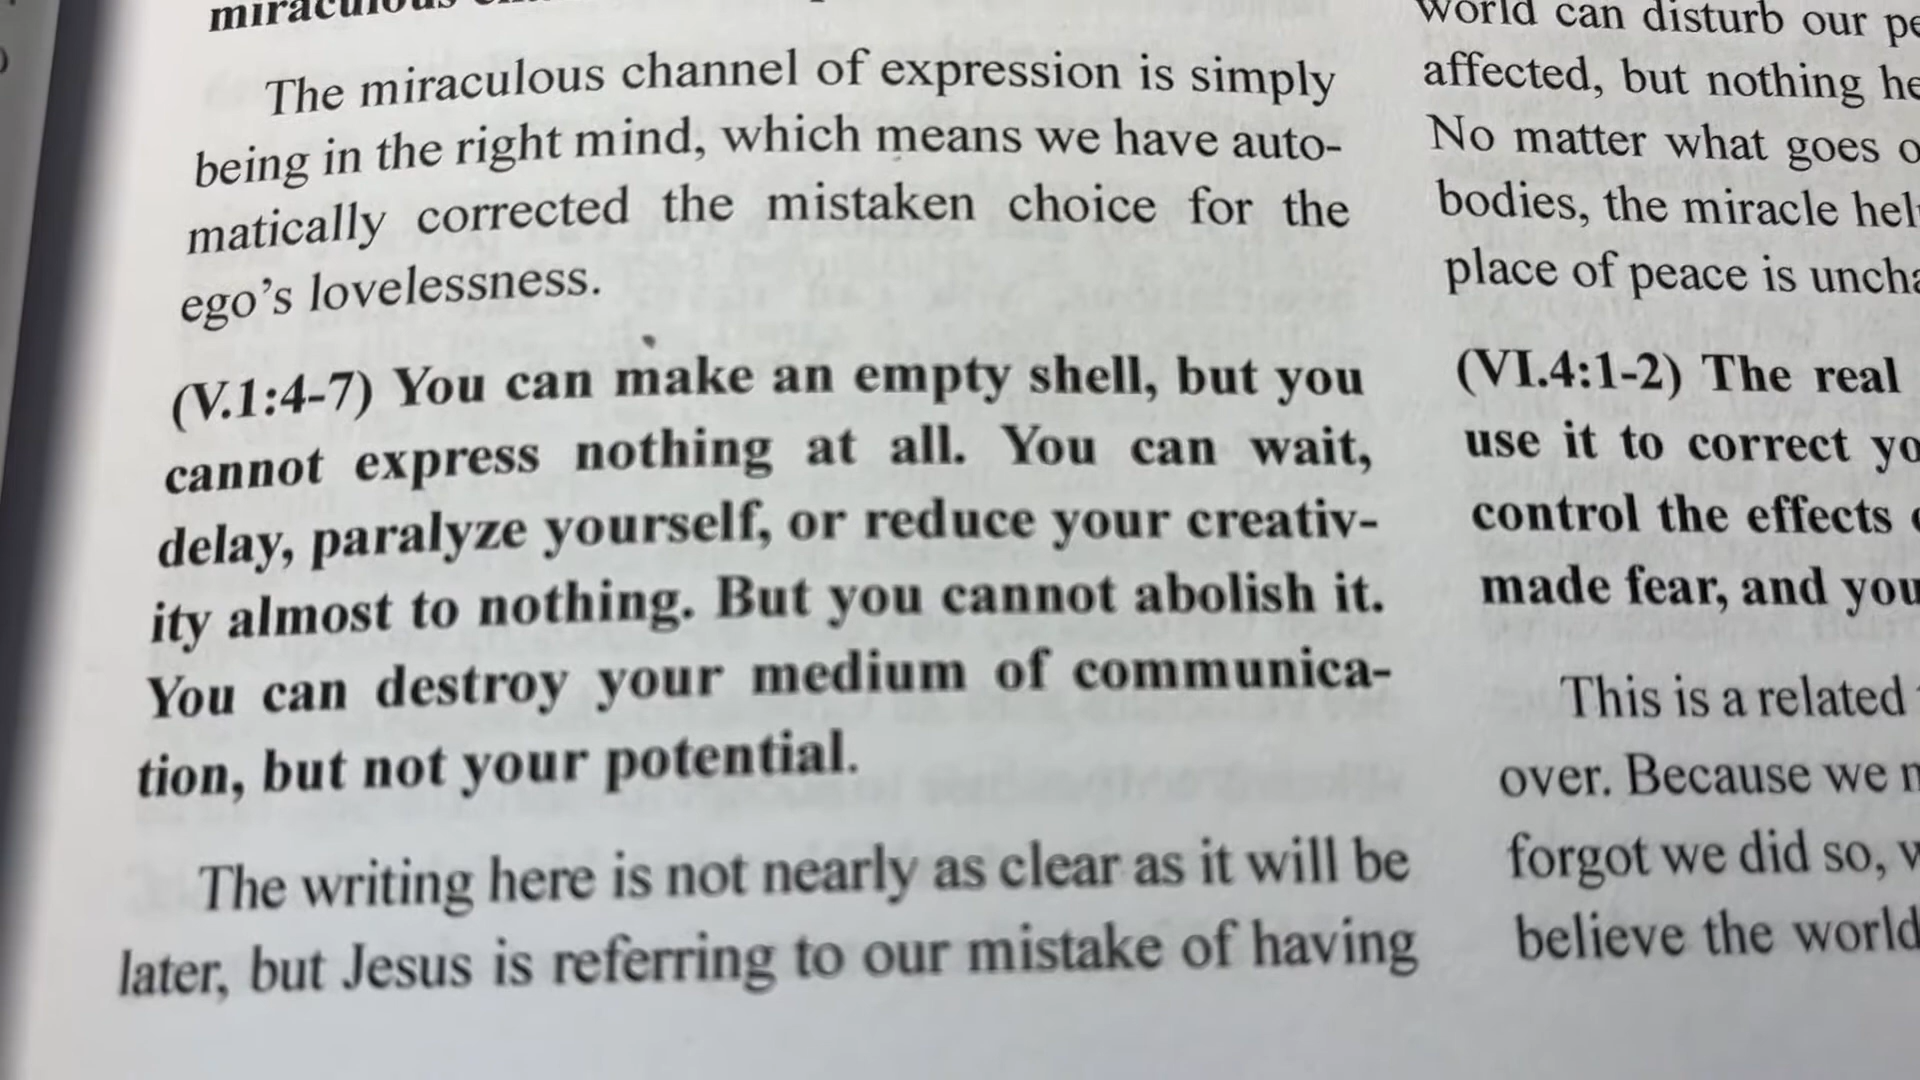 The miraculous channel of expression is simply
being in the right mind, which means we have auto-
matically corrected the mistaken choice for the
ego’s lovelessness.
(V.1:4-7) You can make an empty shell, but you
cannot express nothing at all. You can wait,
delay, paralyze yourself, or reduce your creativ-
ity almost to nothing. But you cannot abolish it.
You can destroy your medium of communica-
tion, but not your potential.
The writing here is not nearly as clear as it will be
later, but Jesus is referring to our mistake of having
world can disturb our
affected, but nothing
No matter what goes
bodies, the miracle
place of peace is
(VI.4:1-2) The real
use it to correct
control the effects
made fear, and you
This is a related
over. Because we
forgot we did so,
believe the world